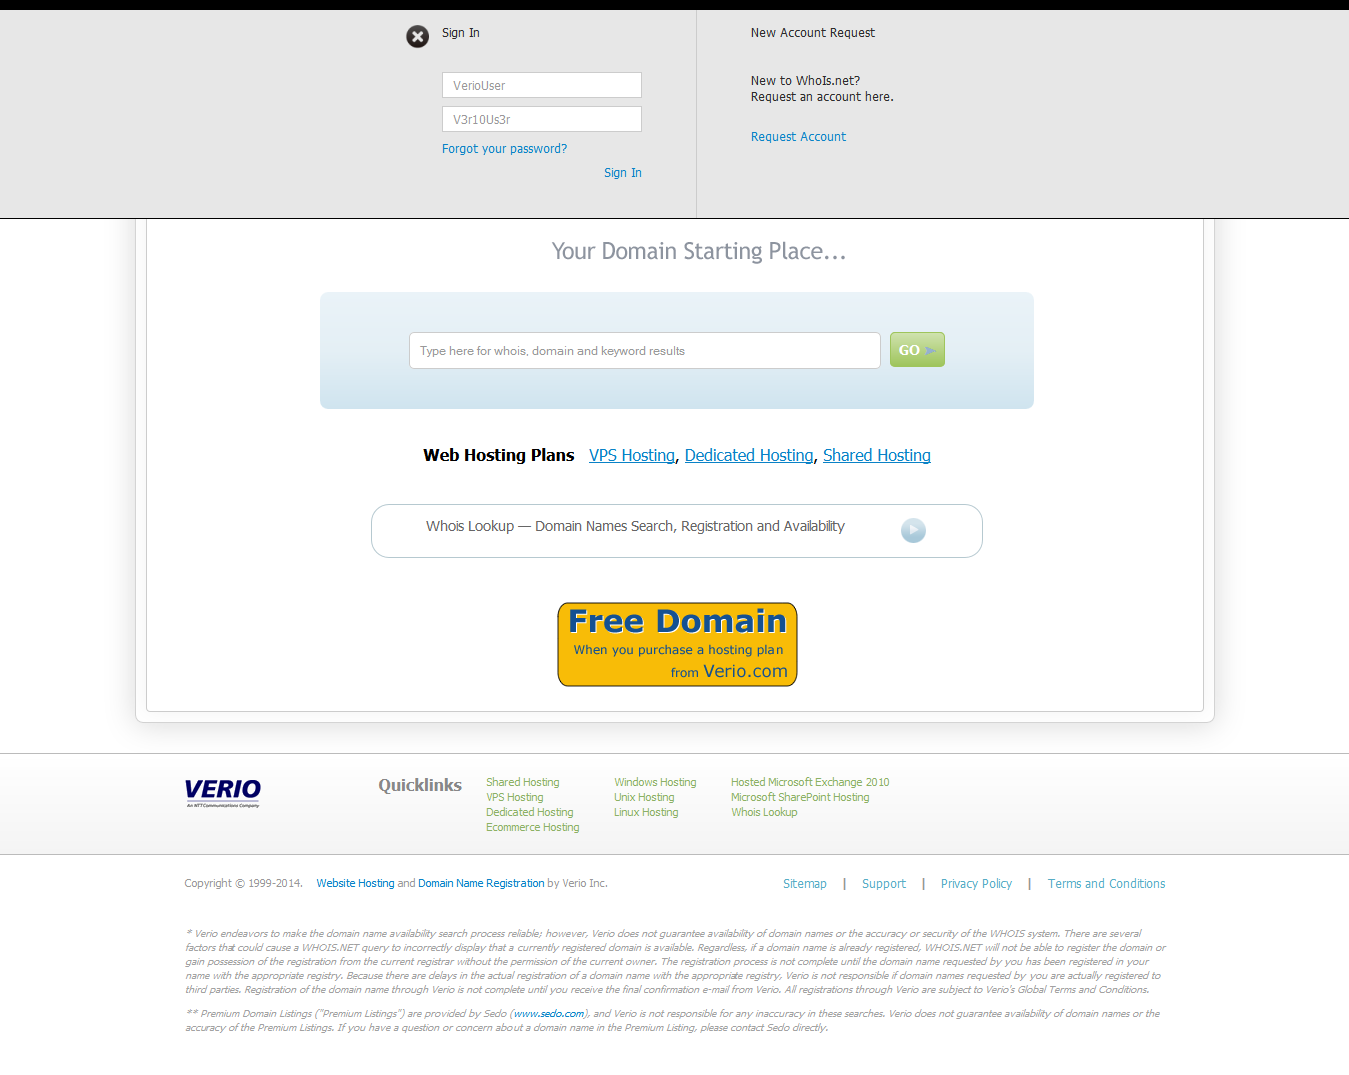 Sign In
VerioUser
V3r10Us3r
Forgot your password?
Sign In
New Account Request
New to WhoIs.net?
Request an account here.
Request Account
Your Domain Starting Place...
Type here for whois, domain and keyword results
GO
Web Hosting Plans VPS Hosting, Dedicated Hosting, Shared Hosting
Whois Lookup — Domain Names Search, Registration and Availability
Free Domain
When you purchase a hosting plan
from Verio.com
VERIO
An NTT Communications Company
Quicklinks
Shared Hosting
VPS Hosting
Dedicated Hosting
Ecommerce Hosting
Windows Hosting
Unix Hosting
Linux Hosting
Hosted Microsoft Exchange 2010
Microsoft SharePoint Hosting
Whois Lookup
Copyright © 1999-2014. Website Hosting and Domain Name Registration by Verio Inc.
Sitemap | Support | Privacy Policy | Terms and Conditions
* Verio endeavors to make the domain name availability search process reliable; however, Verio does not guarantee availability of domain names or the accuracy or security of the WHOIS system. There are several
factors that could cause a WHOIS.NET query to incorrectly display that a currently registered domain is available. Regardless, if a domain name is already registered, WHOIS.NET will not be able to register the domain or
gain possession of the registration from the current registrar without the permission of the current owner. The registration process is not complete until the domain name requested by you has been registered in your
name with the appropriate registry. Because there are delays in the actual registration of a domain name with the appropriate registry, Verio is not responsible if domain names requested by you are actually registered to
third parties. Registration of the domain name through Verio is not complete until you receive the final confirmation e-mail from Verio. All registrations through Verio are subject to Verio's Global Terms and Conditions.
** Premium Domain Listings ("Premium Listings") are provided by Sedo (www.sedo.com), and Verio is not responsible for any inaccuracy in these searches. Verio does not guarantee availability of domain names or the
accuracy of the Premium Listings. If you have a question or concern about a domain name in the Premium Listing, please contact Sedo directly.